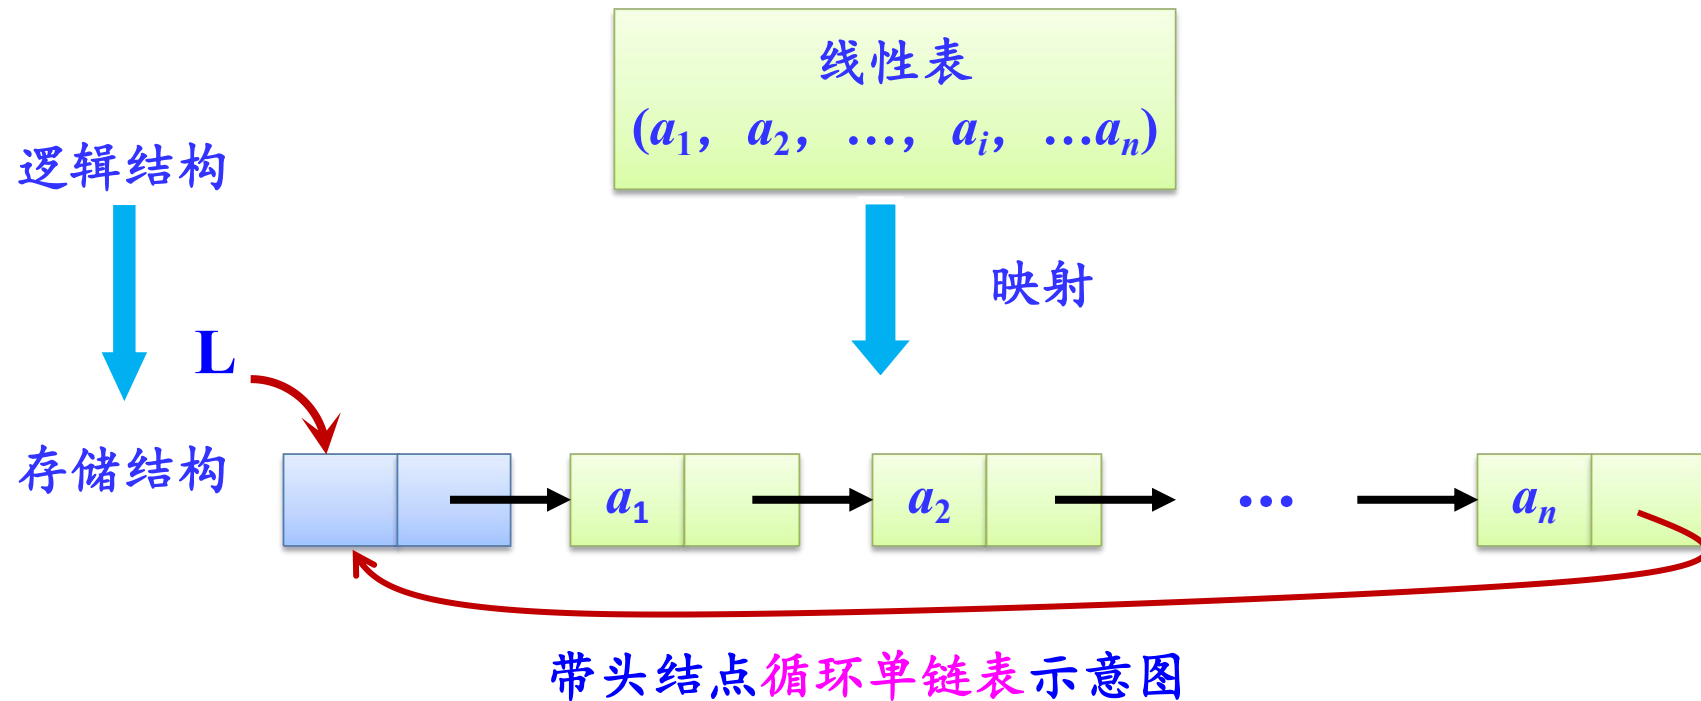 线性表
(a₁，a₂，…，aᵢ，…aₙ)
逻辑结构
映射
L
存储结构
a₁ a₂ … aₙ
带头结点循环单链表示意图